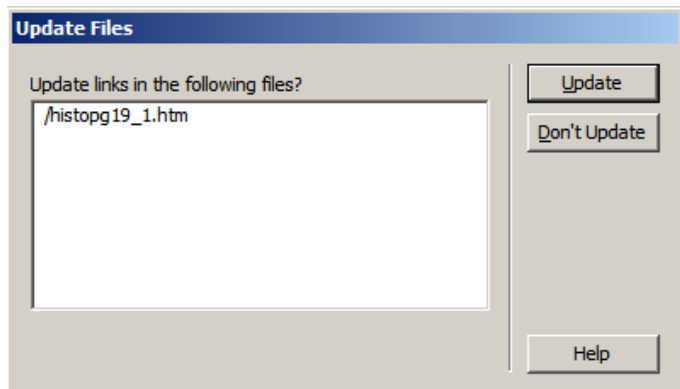 Update Files
Update links in the following files?
/histopg19_1.htm
Update
Don't Update
Help